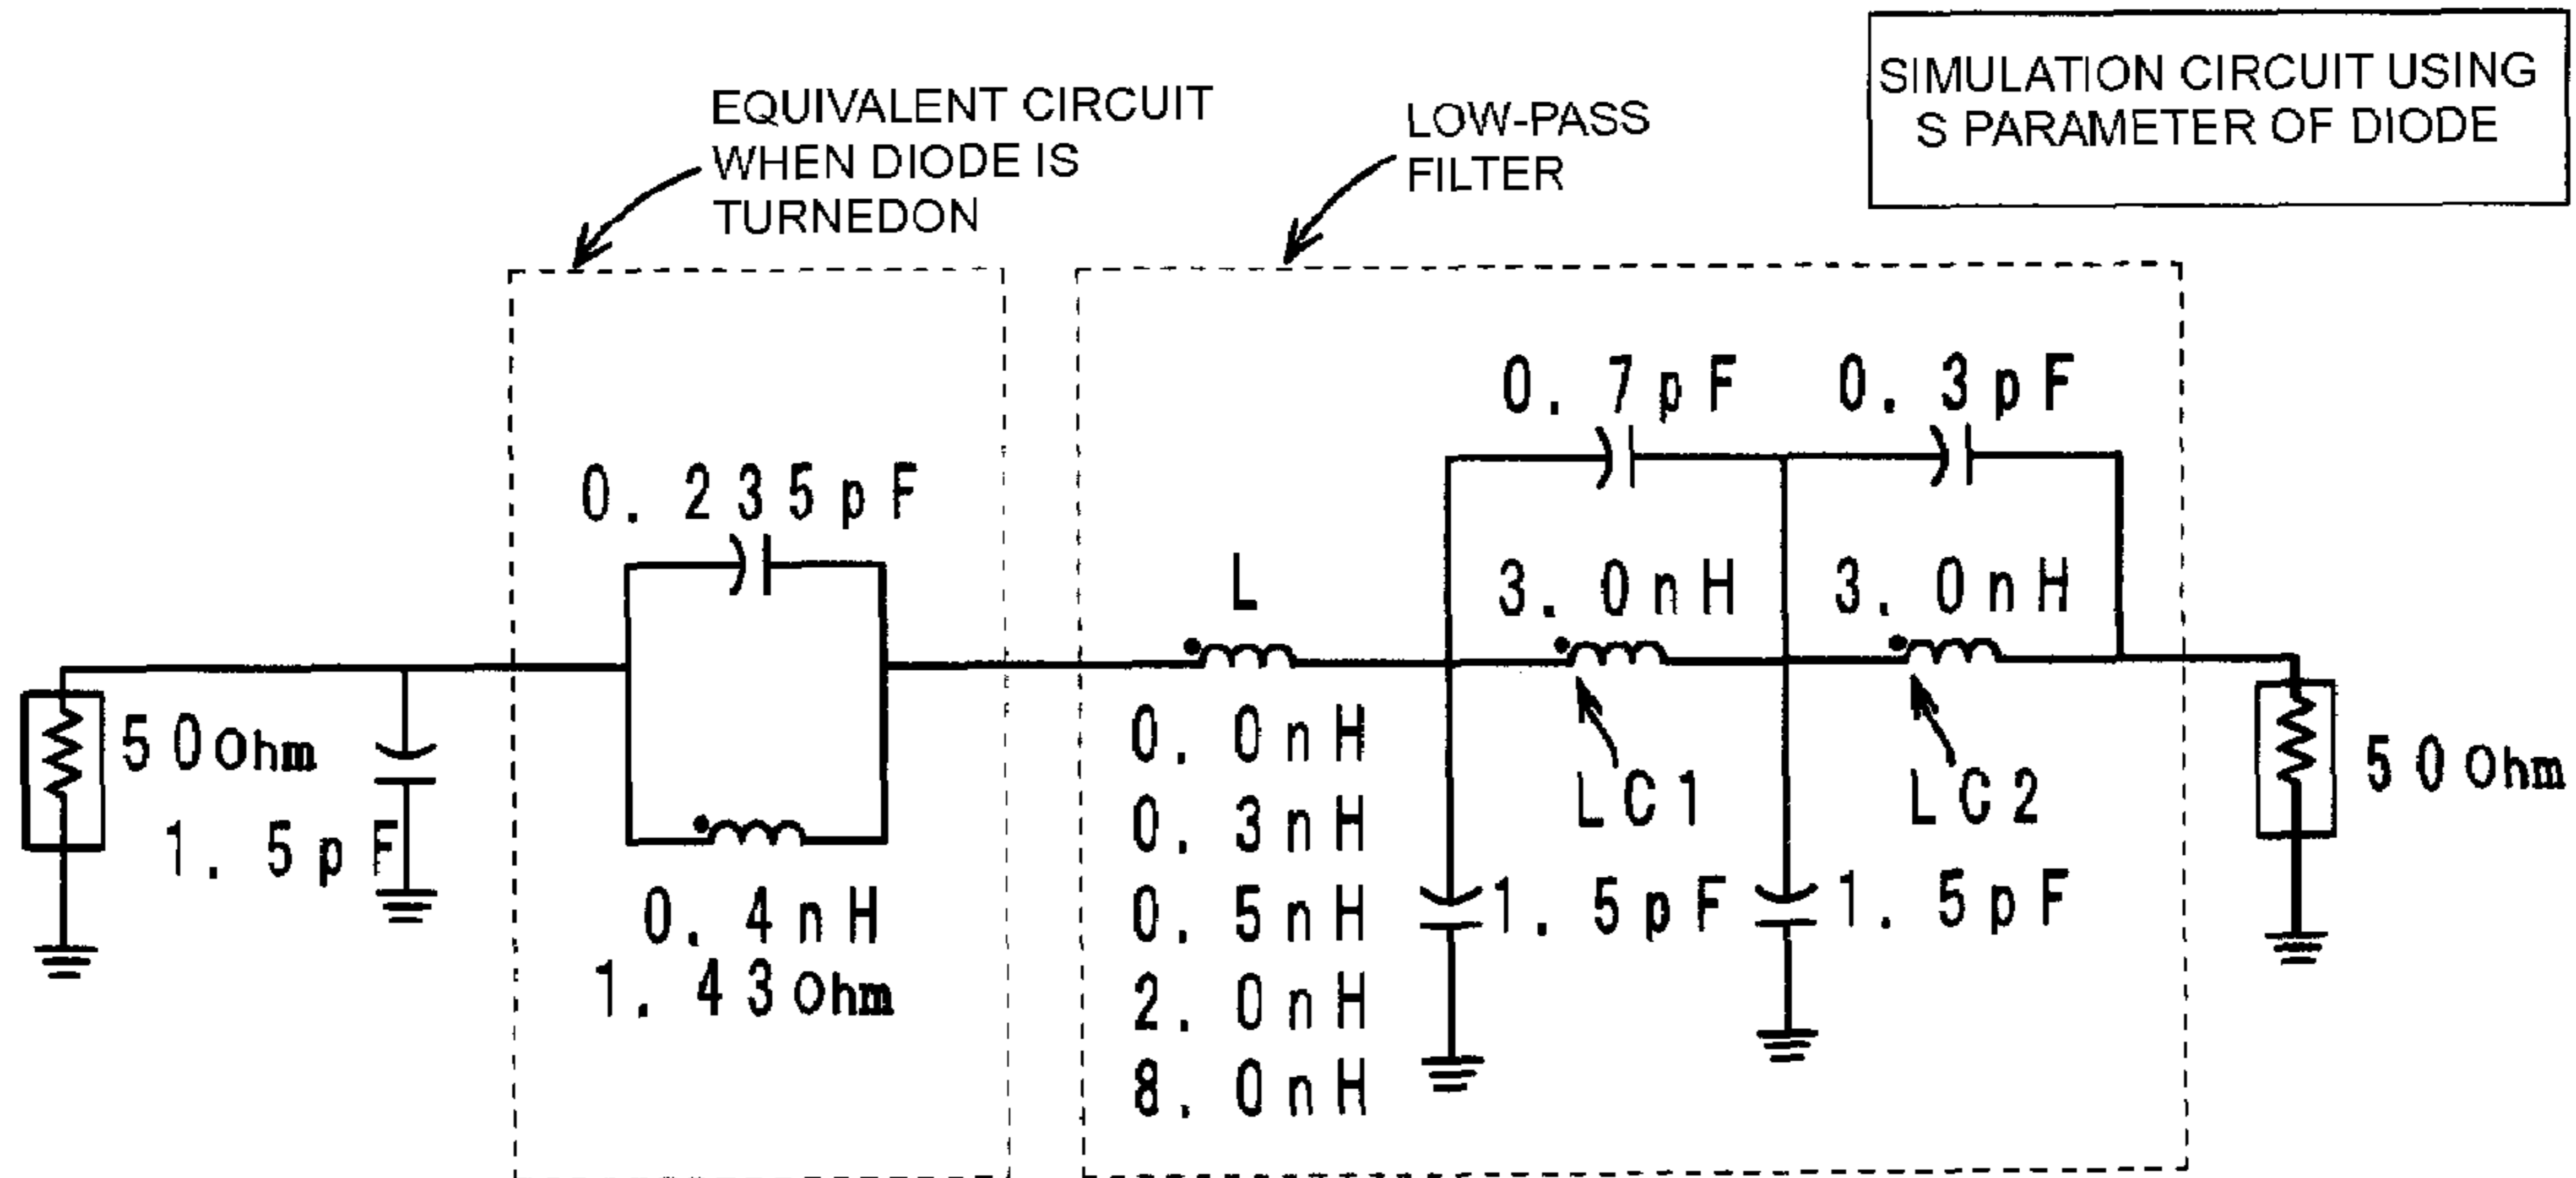 SIMULATION CIRCUIT USING
S PARAMETER OF DIODE
EQUIVALENT CIRCUIT
WHEN DIODE IS
TURNEDON
LOW-PASS
FILTER
0.235pF
0.4nH
1.43Ohm
50Ohm
1.5pF
L
0.0nH
0.3nH
0.5nH
2.0nH
8.0nH
0.7pF
0.3pF
3.0nH
3.0nH
LC1
LC2
1.5pF
1.5pF
50Ohm